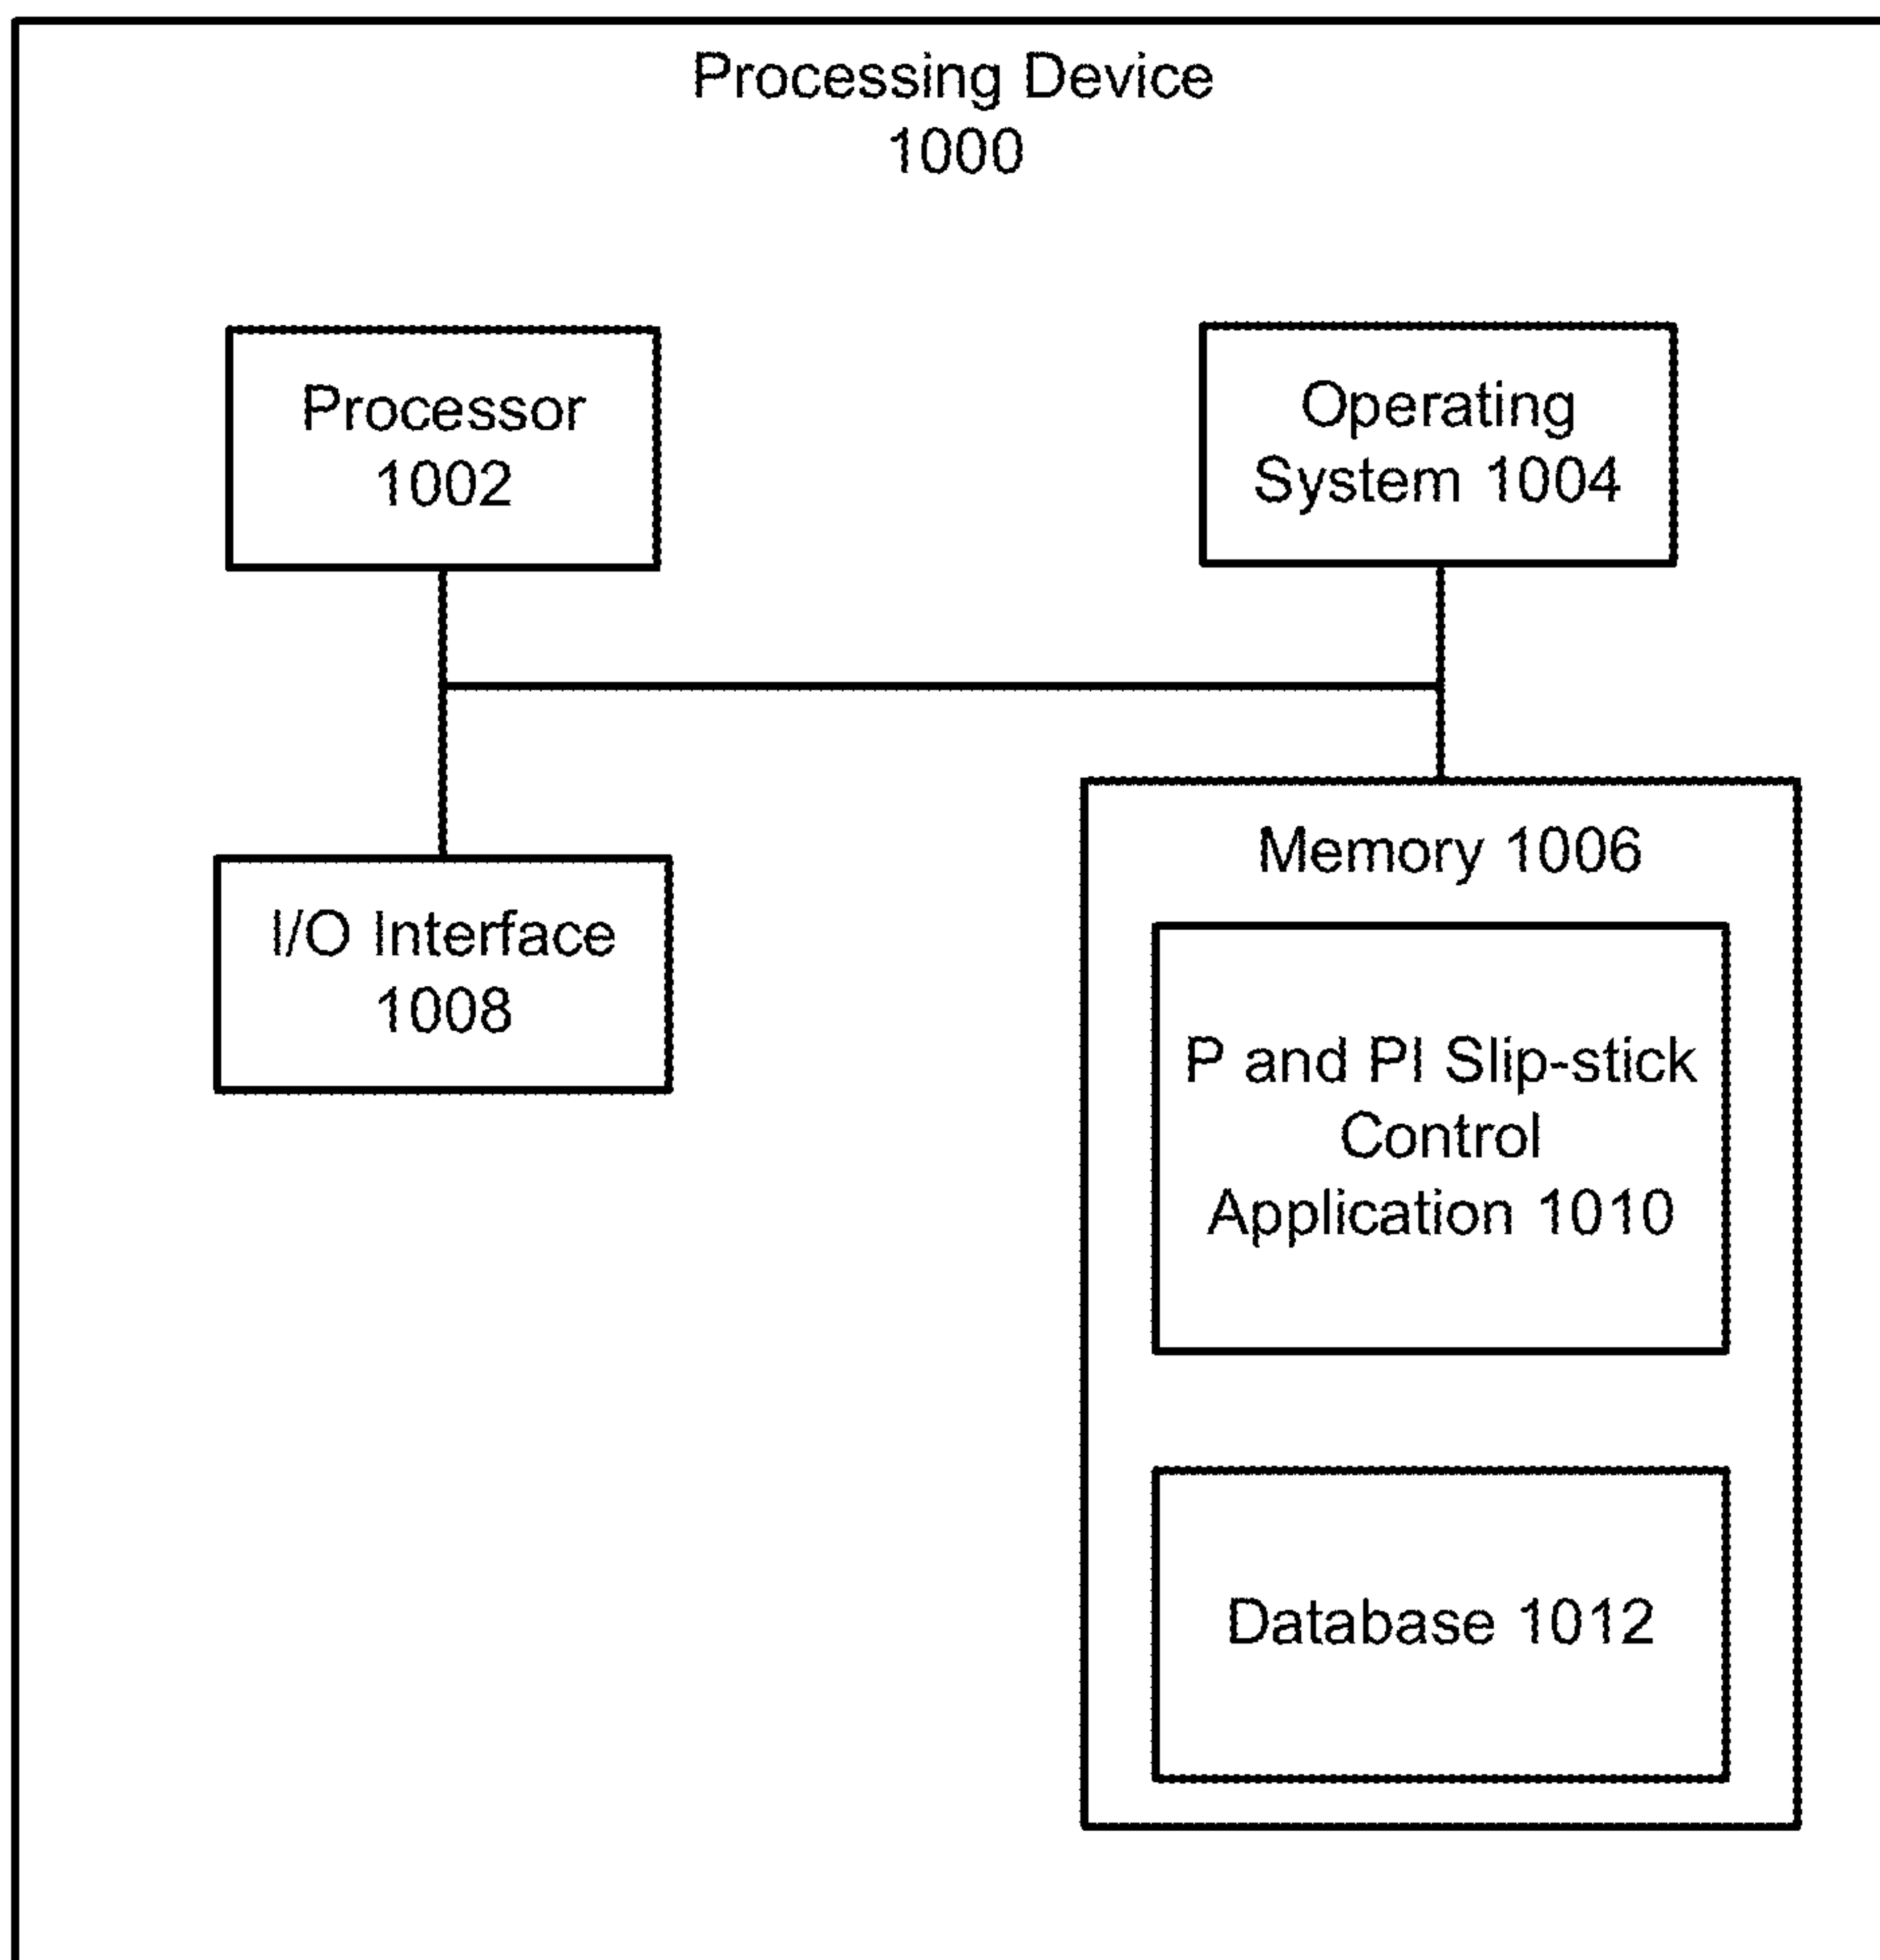 Processing Device
1000
Processor
1002
Operating
System 1004
I/O Interface
1008
Memory 1006
P and PI Slip-stick
Control
Application 1010
Database 1012